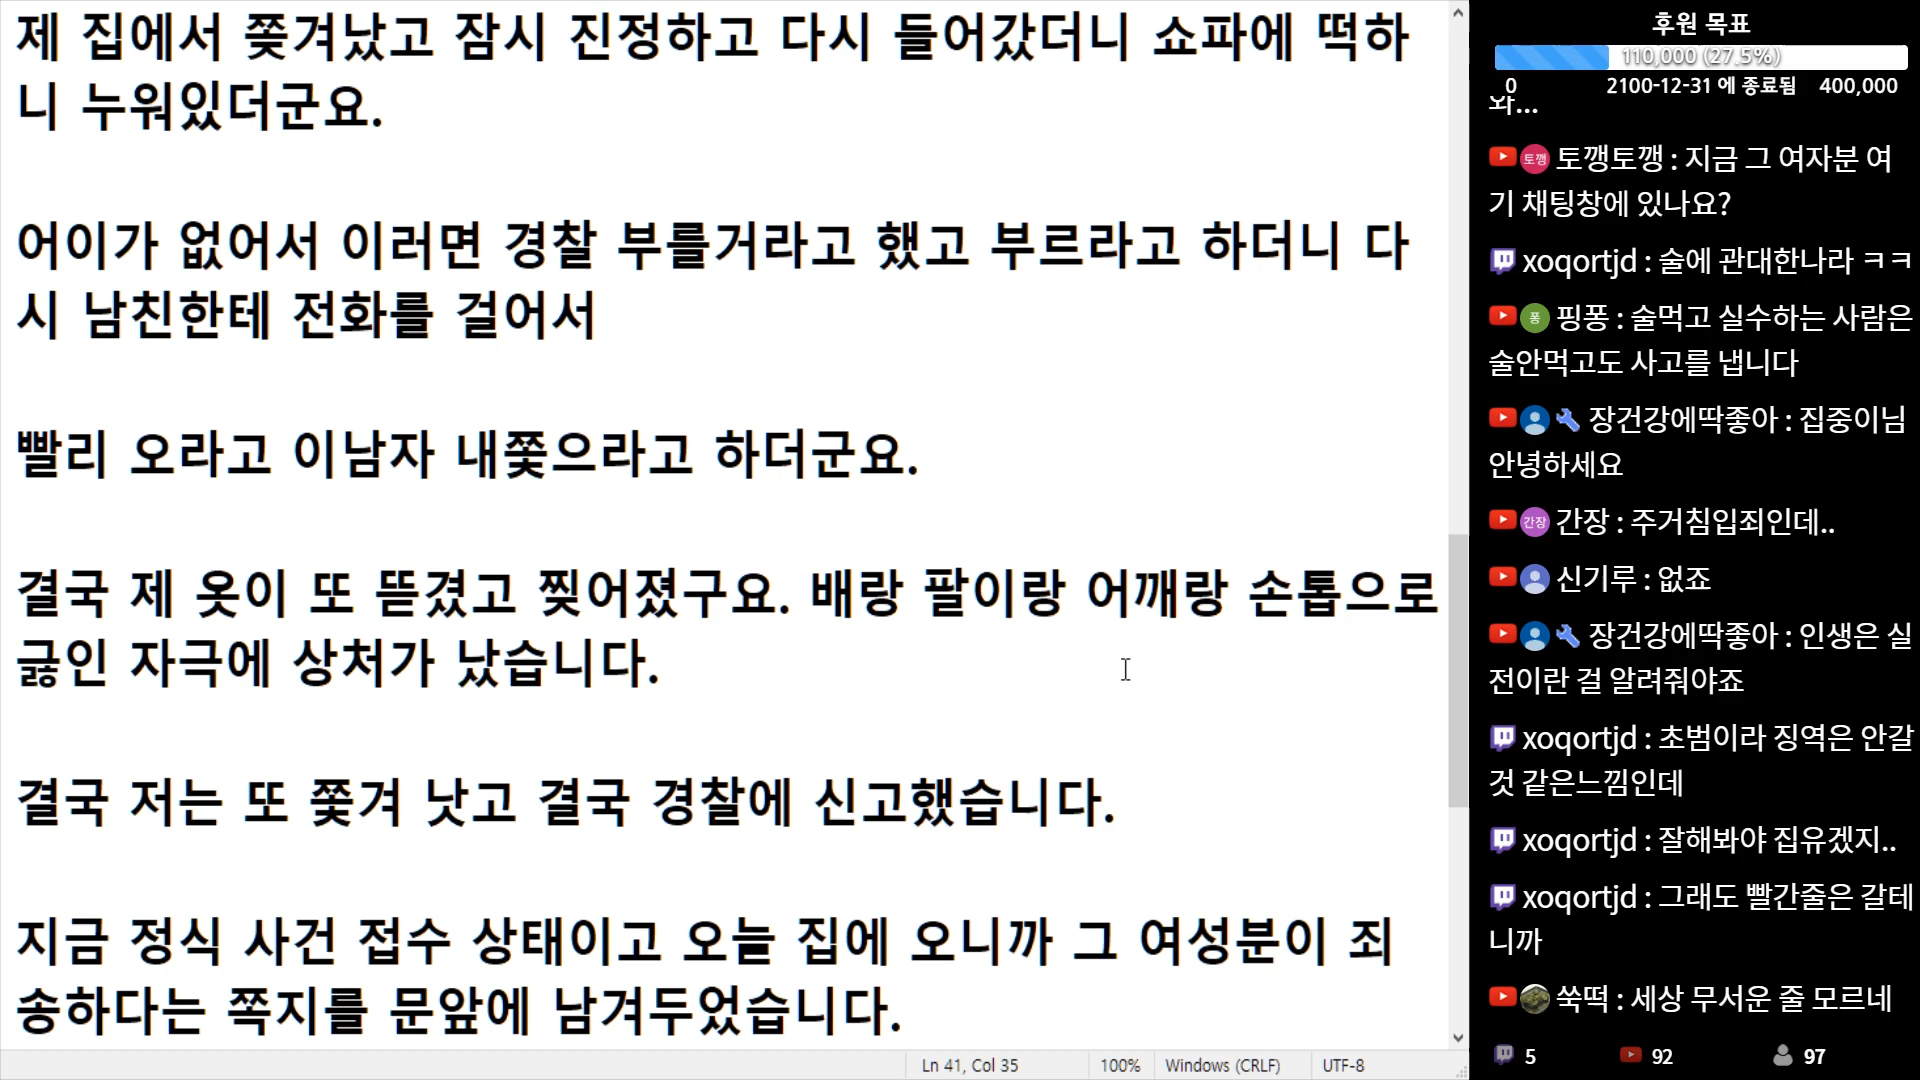 제 집에서 쫓겨났고 잠시 진정하고 다시 들어갔더니 쇼파에 떡하
니 누워있더군요.
어이가 없어서 이러면 경찰 부를거라고 했고 부르라고 하더니 다
시 남친한테 전화를 걸어서
빨리 오라고 이남자 내쫓으라고 하더군요.
결국 제 옷이 또 뜯겼고 찢어졌구요. 배랑 팔이랑 어깨랑 손톱으로
긇인 자극에 상처가 났습니다.
결국 저는 또 쫓겨 낫고 결국 경찰에 신고했습니다.
지금 정식 사건 접수 상태이고 오늘 집에 오니까 그 여성분이 죄
송하다는 쪽지를 문앞에 남겨두었습니다.
Ln 41, Col 35 100% Windows (CRLF) UTF-8
후원 목표
110,000 (27.5%)
0 2100-12-31 에 종료됨 400,000
와...
토깽 토깽토깽 : 지금 그 여자분 여
기 채팅창에 있나요?
xoqortjd : 술에 관대한나라 ㅋㅋ
퐁 핑퐁 : 술먹고 실수하는 사람은
술안먹고도 사고를 냅니다
장건강에딱좋아 : 집중이님
안녕하세요
간장 간장 : 주거침입죄인데..
신기루 : 없죠
장건강에딱좋아 : 인생은 실
전이란 걸 알려줘야죠
xoqortjd : 초범이라 징역은 안갈
것 같은느낌인데
xoqortjd : 잘해봐야 집유겠지..
xoqortjd : 그래도 빨간줄은 갈테
니까
쑥떡 : 세상 무서운 줄 모르네
5 92 97